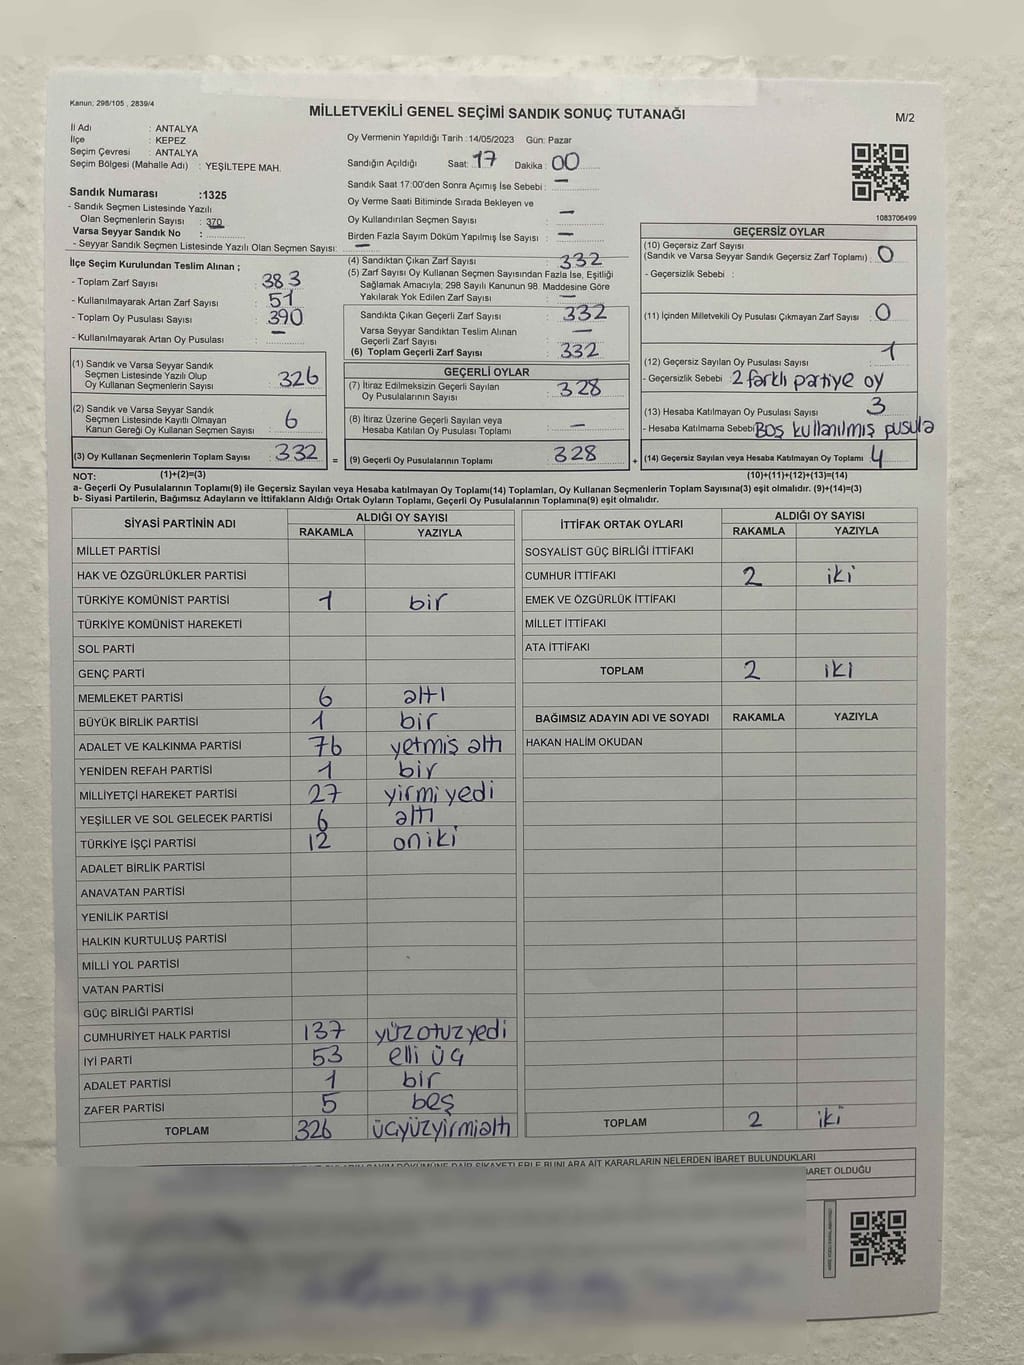 Kanun, 298/105 , 2839/4
MİLLETVEKİLİ GENEL SEÇİMİ SANDIK SONUÇ TUTANAĞI
M/2
İl Adı : ANTALYA
İlçe : KEPEZ
Seçim Çevresi : ANTALYA
Seçim Bölgesi (Mahalle Adı) : YEŞİLTEPE MAH.
Sandık Numarası :1325
- Sandık Seçmen Listesinde Yazılı
Olan Seçmenlerin Sayısı : 370
Varsa Seyyar Sandık No :
- Seyyar Sandık Seçmen Listesinde Yazılı Olan Seçmen Sayısı: —
Oy Vermenin Yapıldığı Tarih : 14/05/2023 Gün: Pazar
Sandığın Açıldığı Saat: 17 Dakika : 00
Sandık Saat 17:00'den Sonra Açımış İse Sebebi : —
Oy Verme Saati Bitiminde Sırada Bekleyen ve
Oy Kullandırılan Seçmen Sayısı : —
Birden Fazla Sayım Döküm Yapılmış İse Sayısı : —
1083706499
İlçe Seçim Kurulundan Teslim Alınan ;
- Toplam Zarf Sayısı : 383
- Kullanılmayarak Artan Zarf Sayısı : 51
- Toplam Oy Pusulası Sayısı : 390
- Kullanılmayarak Artan Oy Pusulası : —
(4) Sandıktan Çıkan Zarf Sayısı : 332
(5) Zarf Sayısı Oy Kullanan Seçmen Sayısından Fazla İse, Eşitliği
Sağlamak Amacıyla; 298 Sayılı Kanunun 98. Maddesine Göre
Yakılarak Yok Edilen Zarf Sayısı : —
Sandıkta Çıkan Geçerli Zarf Sayısı : 332
Varsa Seyyar Sandıktan Teslim Alınan
Geçerli Zarf Sayısı : —
(6) Toplam Geçerli Zarf Sayısı : 332
GEÇERSİZ OYLAR
(10) Geçersiz Zarf Sayısı
(Sandık ve Varsa Seyyar Sandık Geçersiz Zarf Toplamı) : 0
- Geçersizlik Sebebi :
(11) İçinden Milletvekili Oy Pusulası Çıkmayan Zarf Sayısı : 0
(12) Geçersiz Sayılan Oy Pusulası Sayısı : 1
- Geçersizlik Sebebi : 2 farklı partiye oy
(13) Hesaba Katılmayan Oy Pusulası Sayısı : 3
- Hesaba Katılmama Sebebi : Boş kullanılmış pusula
(1) Sandık ve Varsa Seyyar Sandık
Seçmen Listesinde Yazılı Olup
Oy Kullanan Seçmenlerin Sayısı : 326
(2) Sandık ve Varsa Seyyar Sandık
Seçmen Listesinde Kayıtlı Olmayan
Kanun Gereği Oy Kullanan Seçmen Sayısı : 6
(3) Oy Kullanan Seçmenlerin Toplam Sayısı : 332
GEÇERLİ OYLAR
(7) İtiraz Edilmeksizin Geçerli Sayılan
Oy Pusulalarının Sayısı : 328
(8) İtiraz Üzerine Geçerli Sayılan veya
Hesaba Katılan Oy Pusulası Toplamı : —
= (9) Geçerli Oy Pusulalarının Toplamı : 328
+ (14) Geçersiz Sayılan veya Hesaba Katılmayan Oy Toplamı : 4
NOT: (1)+(2)=(3) (10)+(11)+(12)+(13)=(14)
a- Geçerli Oy Pusulalarının Toplamı(9) ile Geçersiz Sayılan veya Hesaba katılmayan Oy Toplamı(14) Toplamları, Oy Kullanan Seçmenlerin Toplam Sayısına(3) eşit olmalıdır. (9)+(14)=(3)
b- Siyasi Partilerin, Bağımsız Adayların ve İttifakların Aldığı Ortak Oyların Toplamı, Geçerli Oy Pusulalarının Toplamına(9) eşit olmalıdır.
SİYASİ PARTİNİN ADI ALDIĞI OY SAYISI
RAKAMLA YAZIYLA
MİLLET PARTİSİ
HAK VE ÖZGÜRLÜKLER PARTİSİ
TÜRKİYE KOMÜNİST PARTİSİ 1 bir
TÜRKİYE KOMÜNİST HAREKETİ
SOL PARTİ
GENÇ PARTİ
MEMLEKET PARTİSİ 6 altı
BÜYÜK BİRLİK PARTİSİ 1 bir
ADALET VE KALKINMA PARTİSİ 76 yetmiş altı
YENİDEN REFAH PARTİSİ 1 bir
MİLLİYETÇİ HAREKET PARTİSİ 27 yirmi yedi
YEŞİLLER VE SOL GELECEK PARTİSİ 6 altı
TÜRKİYE İŞÇİ PARTİSİ 12 oniki
ADALET BİRLİK PARTİSİ
ANAVATAN PARTİSİ
YENİLİK PARTİSİ
HALKIN KURTULUŞ PARTİSİ
MİLLİ YOL PARTİSİ
VATAN PARTİSİ
GÜÇ BİRLİĞİ PARTİSİ
CUMHURİYET HALK PARTİSİ 137 yüzotuzyedi
İYİ PARTİ 53 elli üç
ADALET PARTİSİ 1 bir
ZAFER PARTİSİ 5 beş
TOPLAM 326 üçyüzyirmialtı
İTTİFAK ORTAK OYLARI ALDIĞI OY SAYISI
RAKAMLA YAZIYLA
SOSYALİST GÜÇ BİRLİĞİ İTTİFAKI
CUMHUR İTTİFAKI 2 iki
EMEK VE ÖZGÜRLÜK İTTİFAKI
MİLLET İTTİFAKI
ATA İTTİFAKI
TOPLAM 2 iki
BAĞIMSIZ ADAYIN ADI VE SOYADI RAKAMLA YAZIYLA
HAKAN HALİM OKUDAN
TOPLAM 2 iki
SAYIM DÖKÜMÜNE DAİR ŞİKAYETLERLE BUNLARA AİT KARARLARIN NELERDEN İBARET BULUNDUKLARI
İBARET OLDUĞU